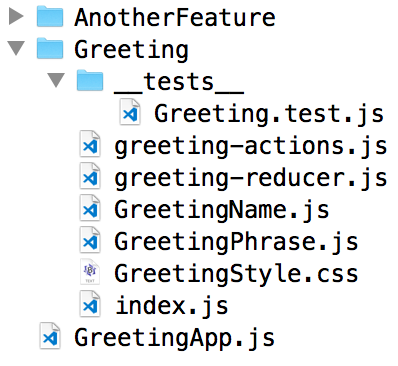 AnotherFeature
Greeting
__tests__
Greeting.test.js
greeting-actions.js
greeting-reducer.js
GreetingName.js
GreetingPhrase.js
GreetingStyle.css
index.js
GreetingApp.js